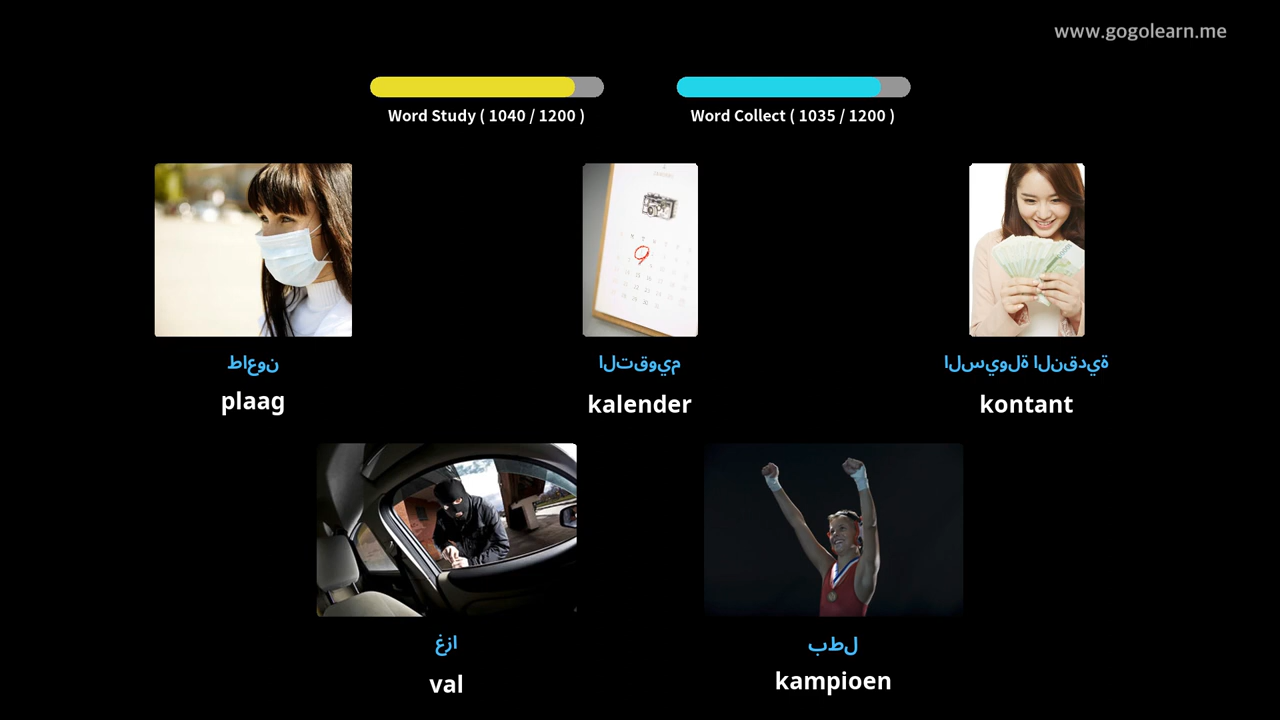 www.gogolearn.me
Word Study ( 1040 / 1200 )
Word Collect ( 1035 / 1200 )
طاعون
التقويم
السيولة النقدية
plaag
kalender
kontant
غزا
بطل
val
kampioen